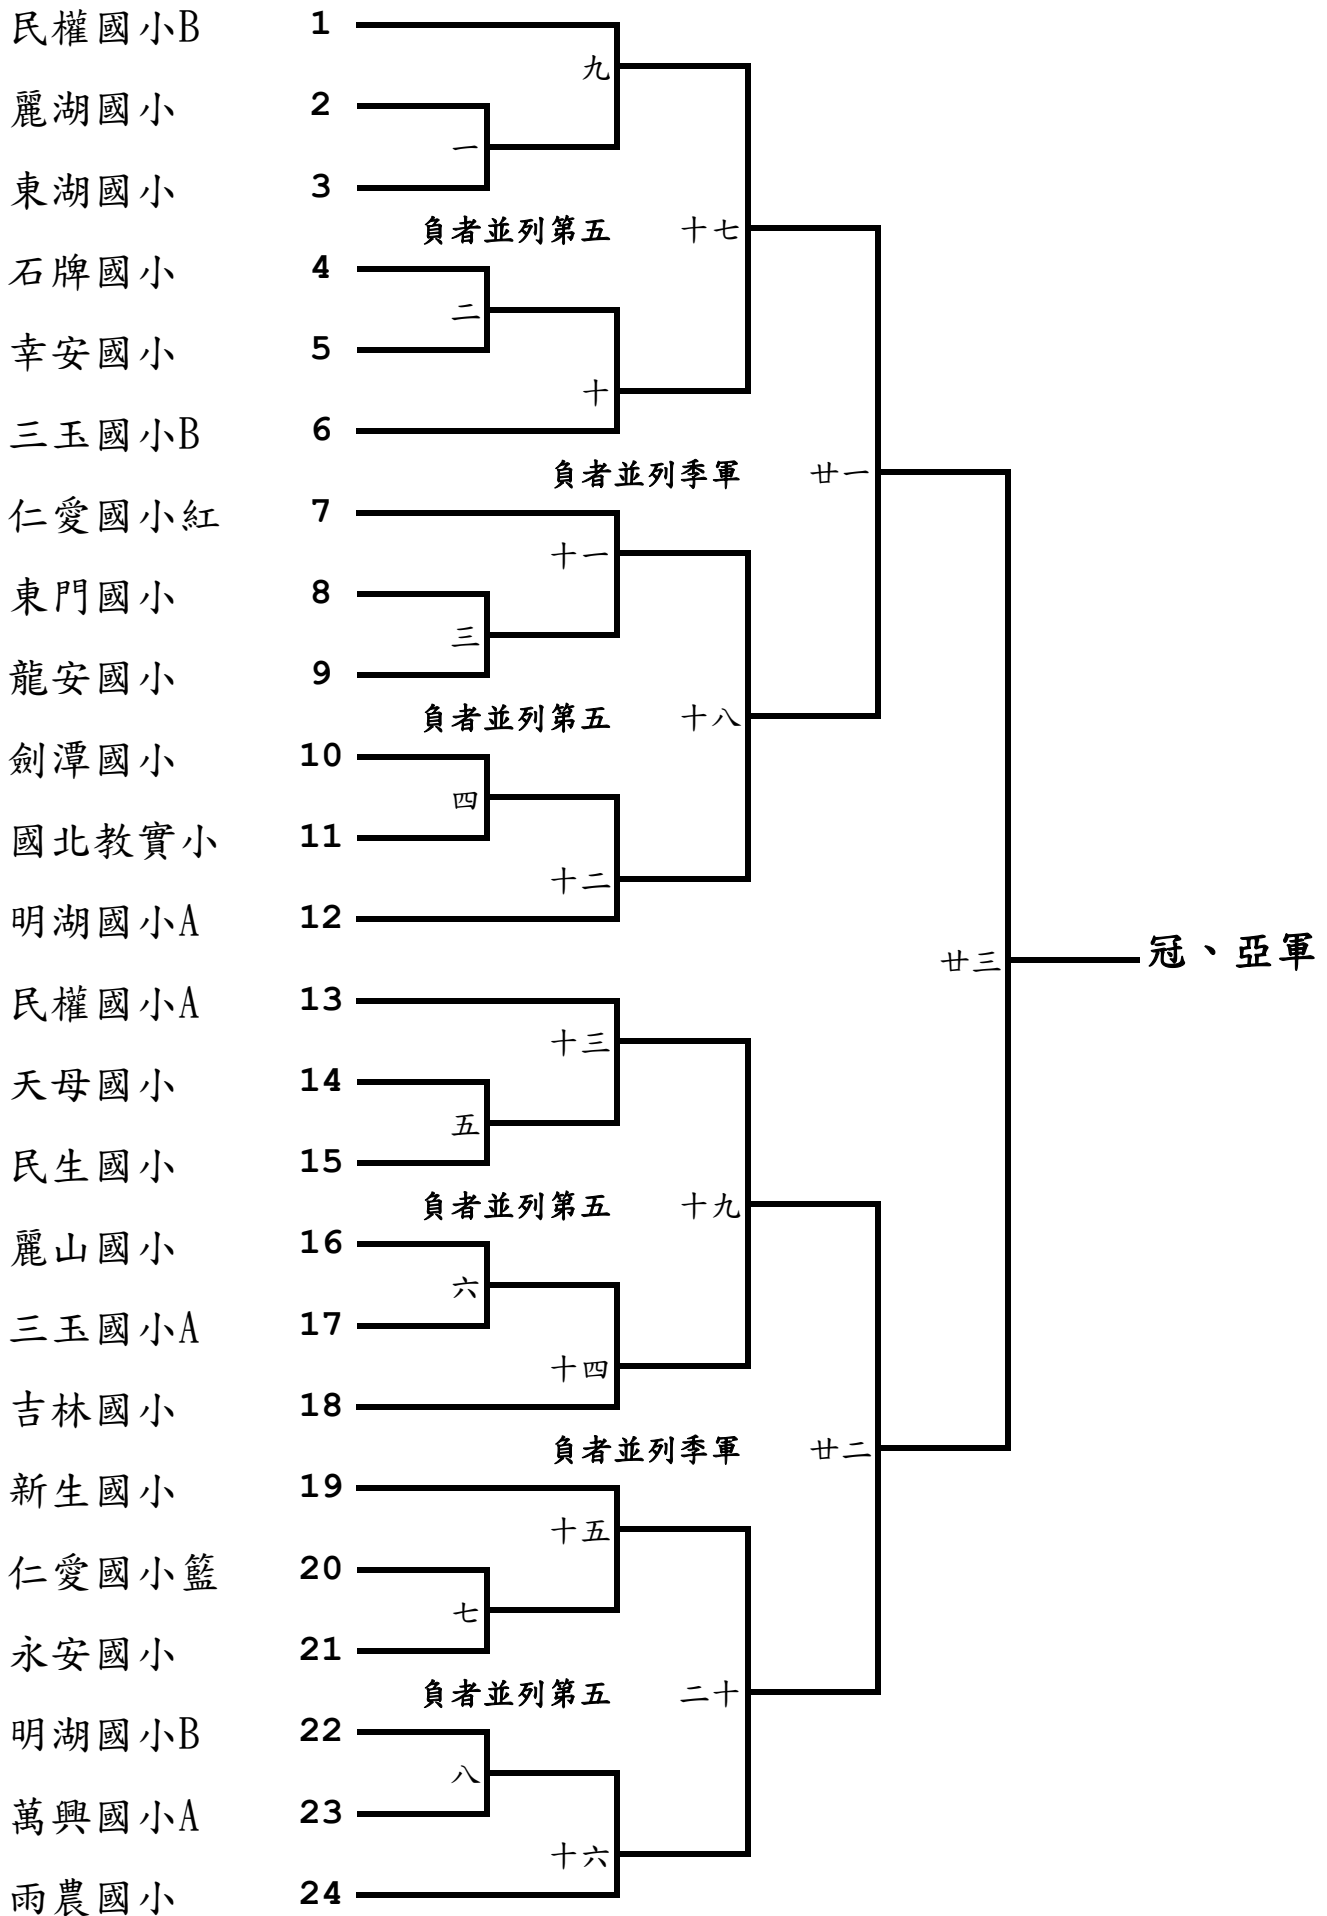 民權國小B 1
九
麗湖國小 2
一
東湖國小 3
負者並列第五 十七
石牌國小 4
二
幸安國小 5
十
三玉國小B 6
負者並列季軍 廿一
仁愛國小紅 7
十一
東門國小 8
三
龍安國小 9
負者並列第五 十八
劍潭國小 10
四
國北教實小 11
十二
明湖國小A 12
廿三 冠、亞軍
民權國小A 13
十三
天母國小 14
五
民生國小 15
負者並列第五 十九
麗山國小 16
六
三玉國小A 17
十四
吉林國小 18
負者並列季軍 廿二
新生國小 19
十五
仁愛國小籃 20
七
永安國小 21
負者並列第五 二十
明湖國小B 22
八
萬興國小A 23
十六
雨農國小 24